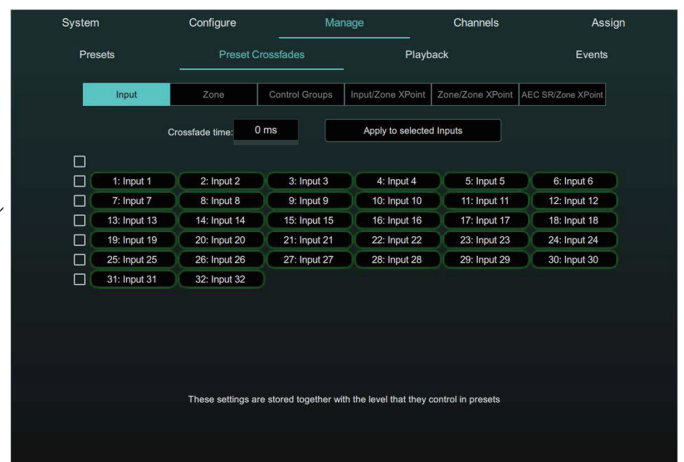 System Configure Manage Channels Assign
Presets Preset Crossfades Playback Events
Input Zone Control Groups Input/Zone XPoint Zone/Zone XPoint AEC SR/Zone XPoint
Crossfade time: 0 ms Apply to selected Inputs
1: Input 1 2: Input 2 3: Input 3 4: Input 4 5: Input 5 6: Input 6
7: Input 7 8: Input 8 9: Input 9 10: Input 10 11: Input 11 12: Input 12
13: Input 13 14: Input 14 15: Input 15 16: Input 16 17: Input 17 18: Input 18
19: Input 19 20: Input 20 21: Input 21 22: Input 22 23: Input 23 24: Input 24
25: Input 25 26: Input 26 27: Input 27 28: Input 28 29: Input 29 30: Input 30
31: Input 31 32: Input 32
These settings are stored together with the level that they control in presets